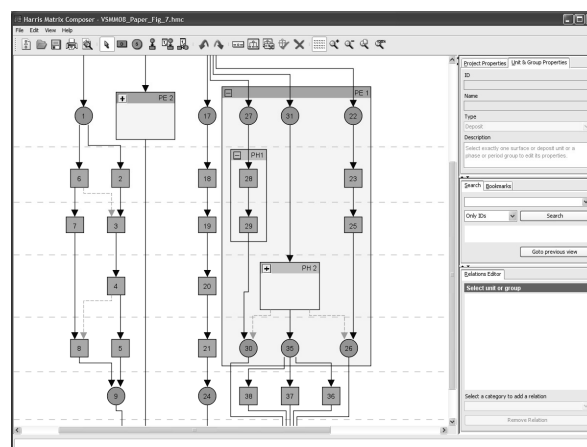 Harris Matrix Composer - VSMM08_Paper_Fig_7.hmc
File Edit View Help
PE 2
PE 1
1
17
27
31
22
PH1
6
2
18
28
23
7
3
19
29
25
PH 2
4
20
8
5
21
30
35
26
9
24
38
37
36
Project Properties Unit & Group Properties
ID
Name
Type
Deposit
Description
Select exactly any surface or deposit unit or a
phase or period group to edit its properties.
Search Bookmarks
Only IDs
Search
Goto previous view
Relations Editor
Select unit or group
Select a category to add a relation
Remove Relation